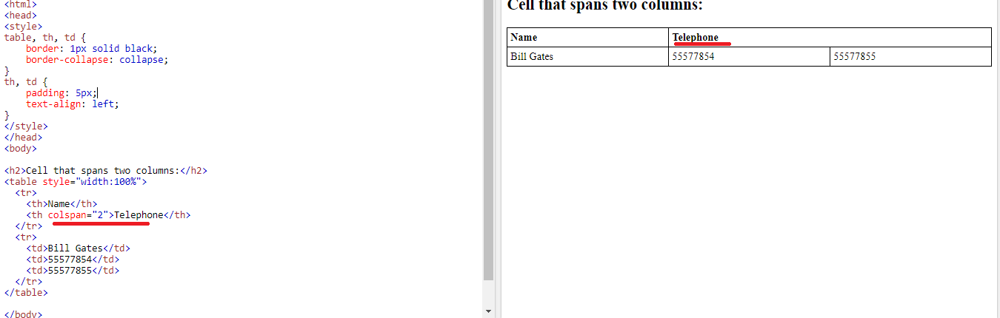 <html>
<head>
<style>
table, th, td {
    border: 1px solid black;
    border-collapse: collapse;
}
th, td {
    padding: 5px;
    text-align: left;
}
</style>
</head>
<body>

<h2>Cell that spans two columns:</h2>
<table style="width:100%">
  <tr>
    <th>Name</th>
    <th colspan="2">Telephone</th>
  </tr>
  <tr>
    <td>Bill Gates</td>
    <td>55577854</td>
    <td>55577855</td>
  </tr>
</table>

</body>
Cell that spans two columns:
Name Telephone
Bill Gates 55577854 55577855